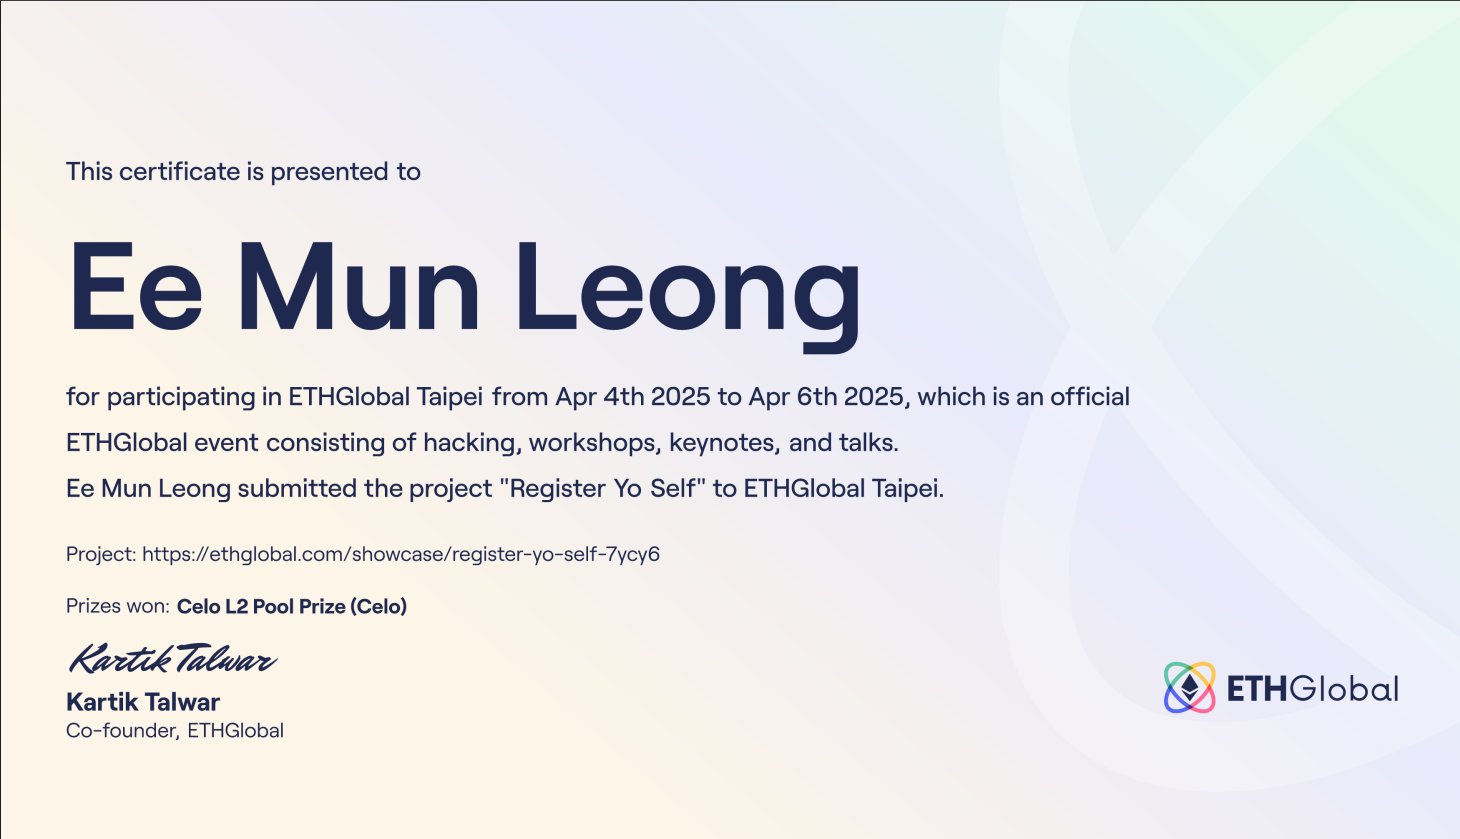 This certificate is presented to
Ee Mun Leong
for participating in ETHGlobal Taipei from Apr 4th 2025 to Apr 6th 2025, which is an official
ETHGlobal event consisting of hacking, workshops, keynotes, and talks.
Ee Mun Leong submitted the project "Register Yo Self" to ETHGlobal Taipei.
Project: https://ethglobal.com/showcase/register-yo-self-7ycy6
Prizes won: Celo L2 Pool Prize (Celo)
Kartik Talwar
Kartik Talwar
Co-founder, ETHGlobal
ETHGlobal